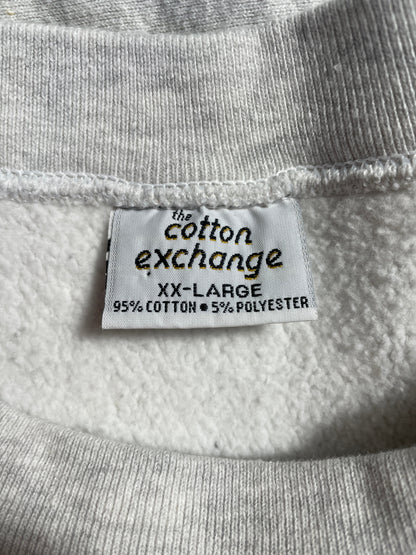 the
cotton
exchange
XX-LARGE
95% COTTON • 5% POLYESTER